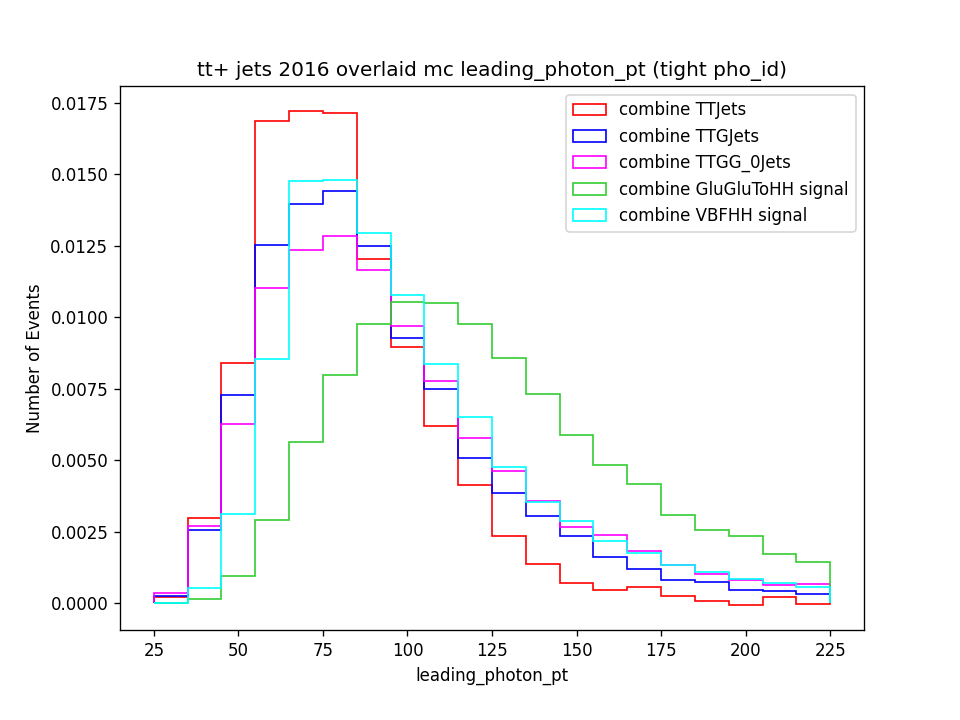 tt+ jets 2016 overlaid mc leading_photon_pt (tight pho_id)
combine TTJets
combine TTGJets
combine TTGG_0Jets
combine GluGluToHH signal
combine VBFHH signal
Number of Events
0.0175
0.0150
0.0125
0.0100
0.0075
0.0050
0.0025
0.0000
25 50 75 100 125 150 175 200 225
leading_photon_pt